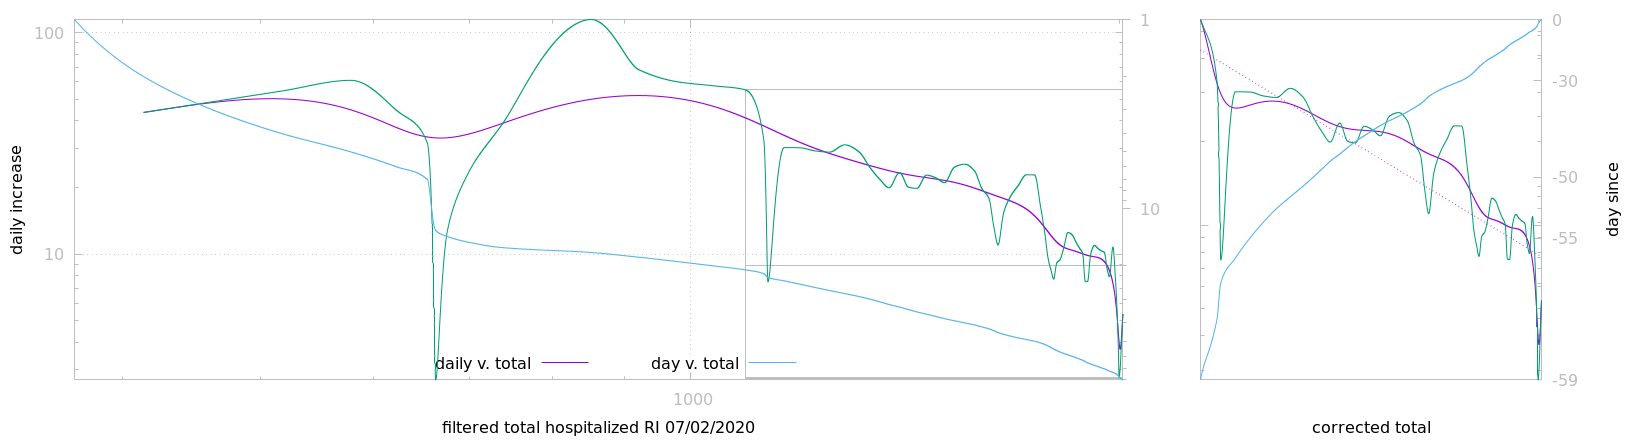 100
10
daily increase
daily v. total
day v. total
1000
filtered total hospitalized RI 07/02/2020
1
10
0
-30
-50
-55
-59
day since
corrected total